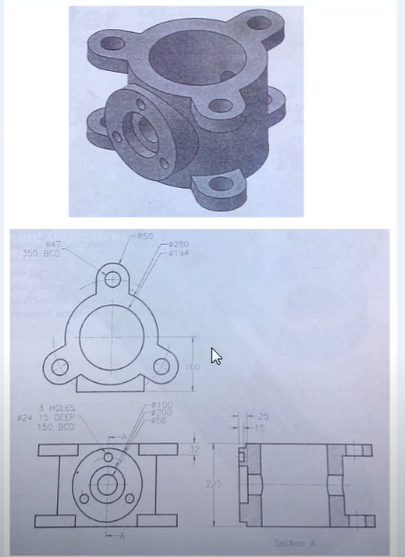 R50
ø47
350 BCD
ø280
ø194
160
3 HOLES
ø24 15 DEEP
150 BCD
ø100
ø200
ø56
A
32
A
25
15
225
Section A